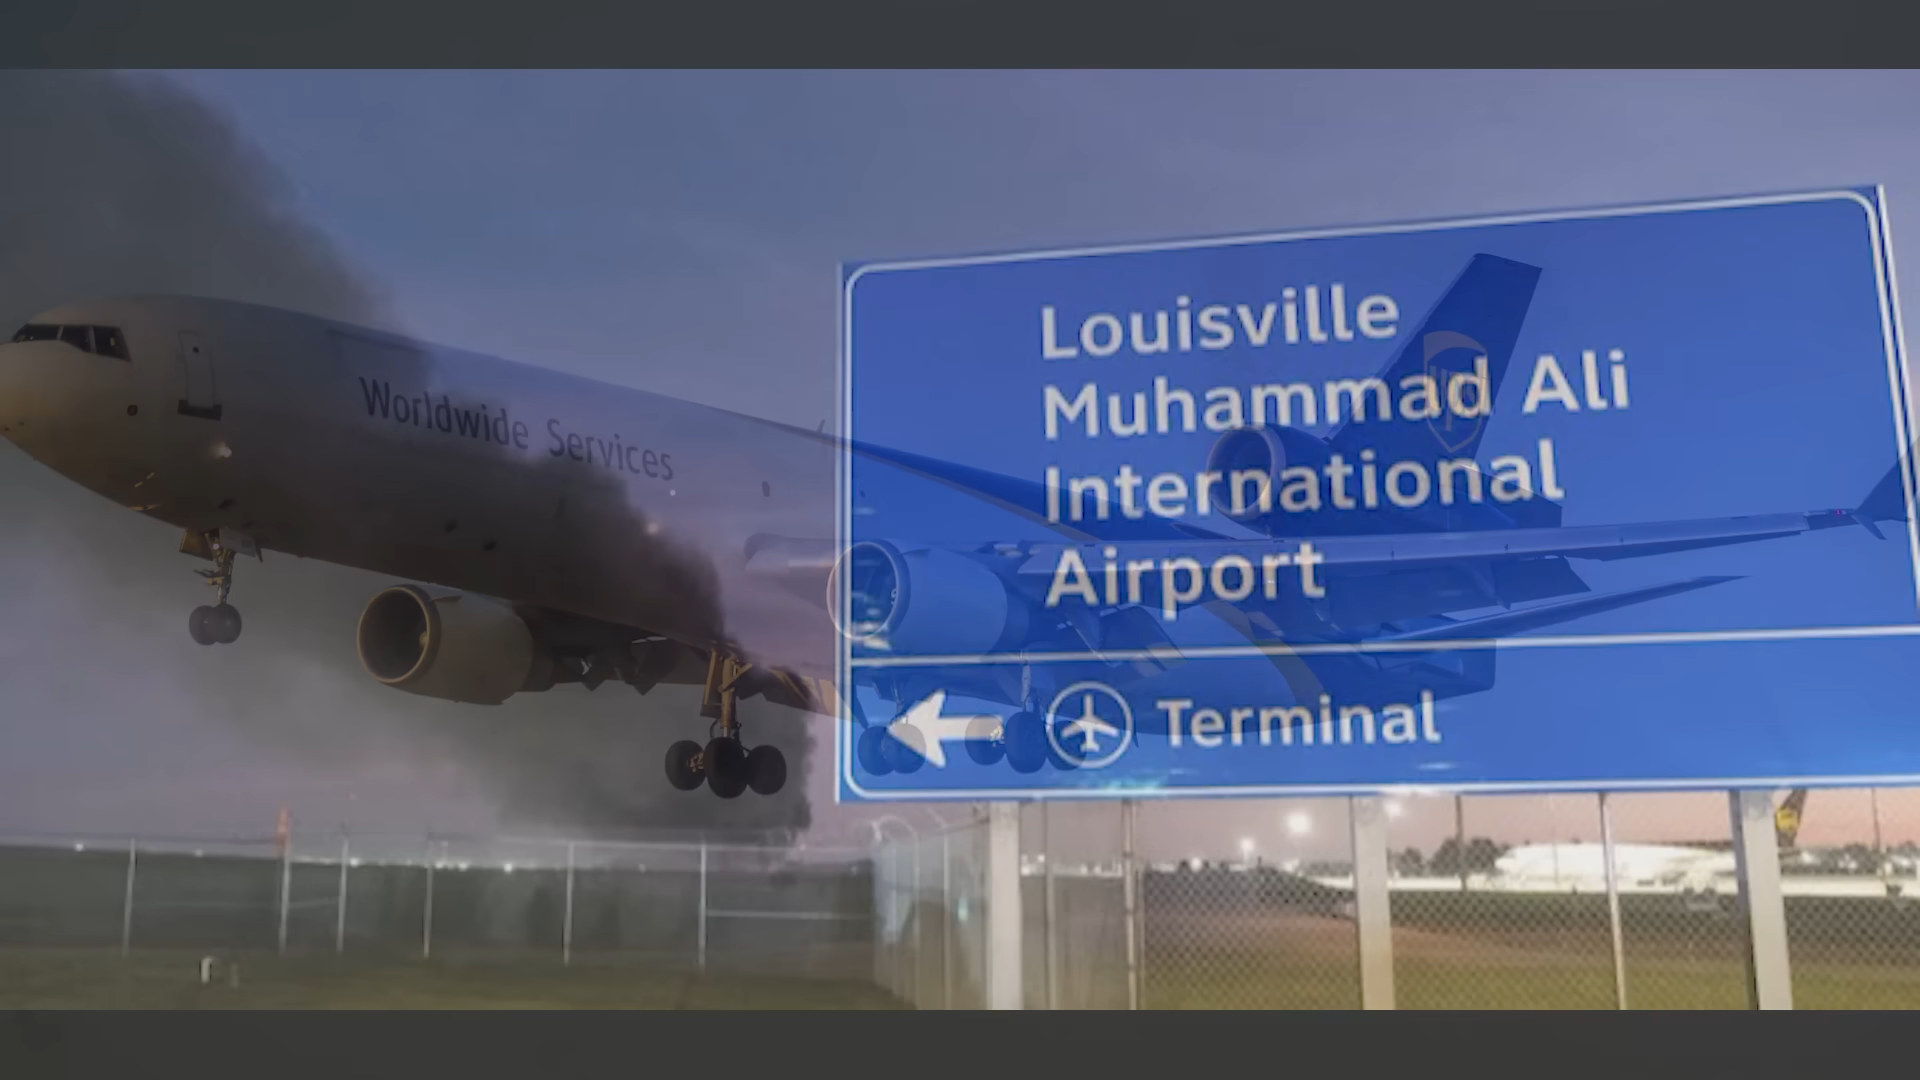 Worldwide Services
Louisville
Muhammad Ali
International
Airport
Terminal